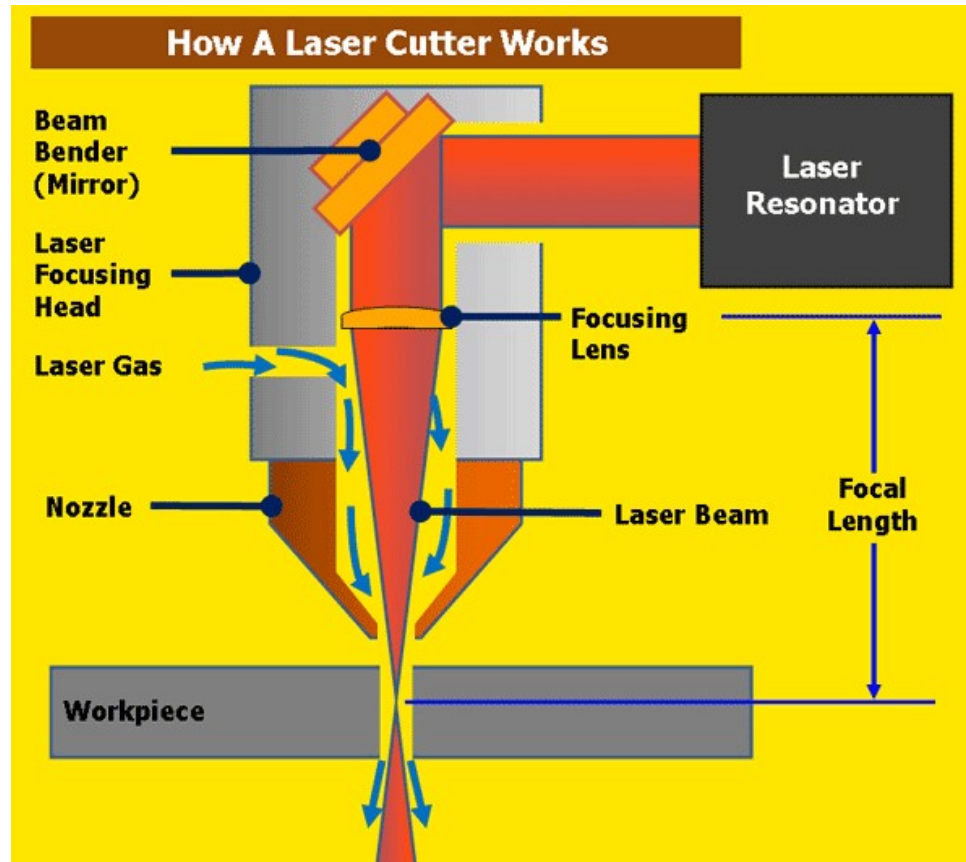 How A Laser Cutter Works
Beam
Bender
(Mirror)
Laser
Resonator
Laser
Focusing
Head
Focusing
Lens
Laser Gas
Focal
Length
Nozzle
Laser Beam
Workpiece